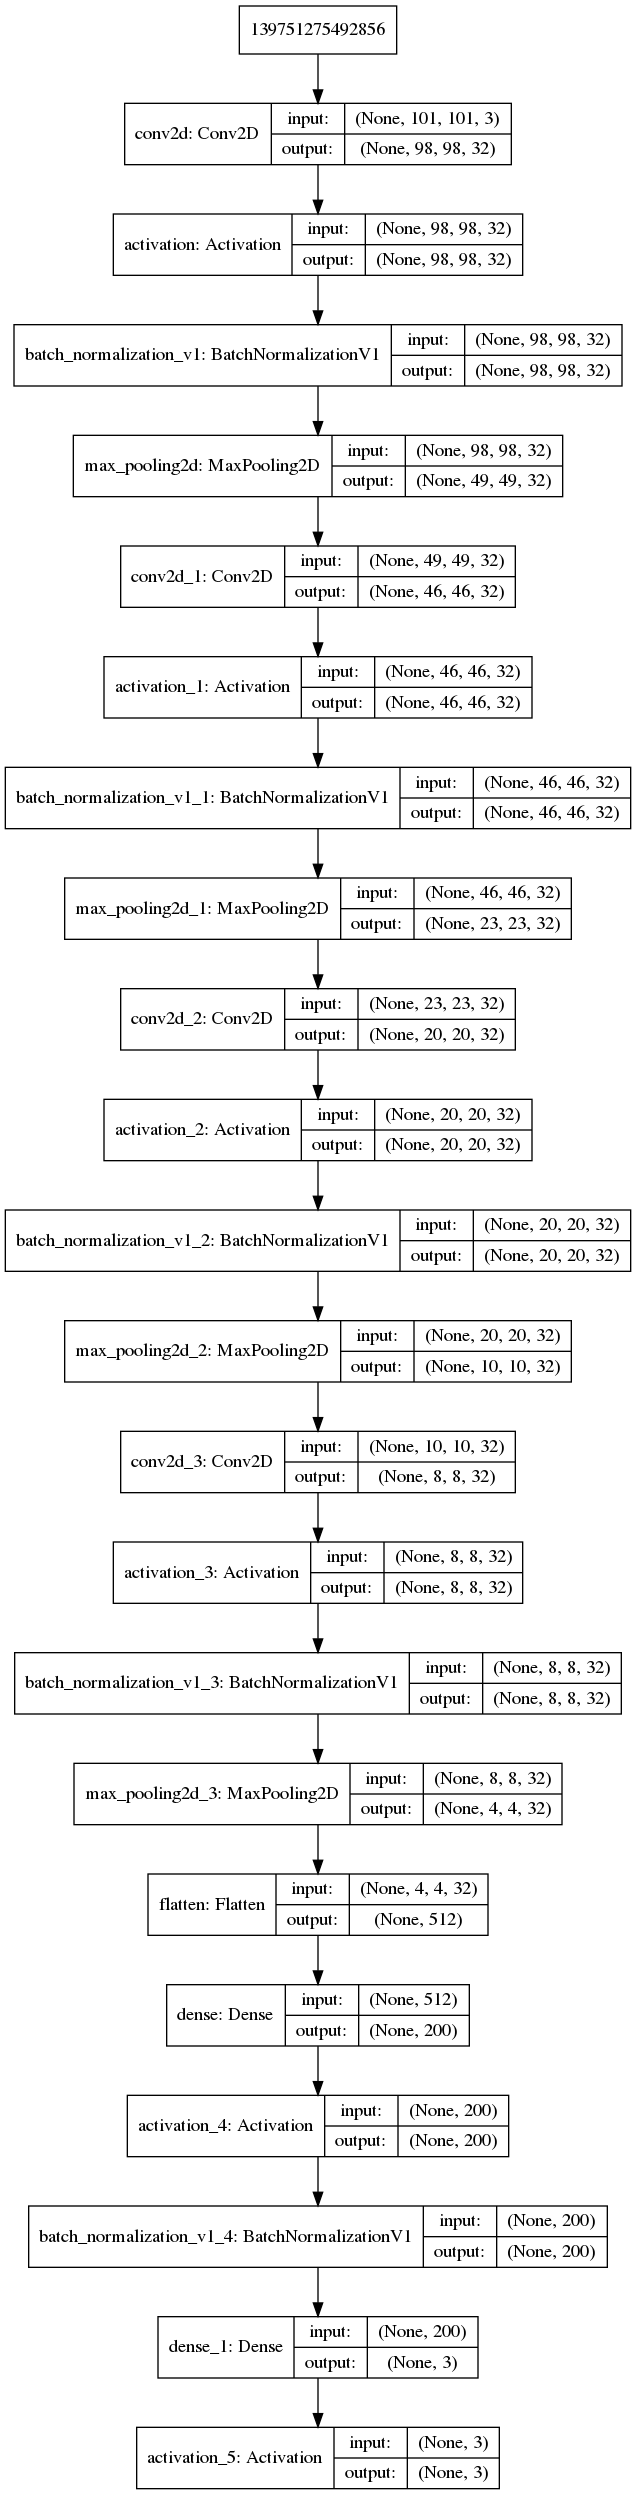 139751275492856
conv2d: Conv2D
input:
(None, 101, 101, 3)
output:
(None, 98, 98, 32)
activation: Activation
input:
(None, 98, 98, 32)
output:
(None, 98, 98, 32)
batch_normalization_v1: BatchNormalizationV1
input:
(None, 98, 98, 32)
output:
(None, 98, 98, 32)
max_pooling2d: MaxPooling2D
input:
(None, 98, 98, 32)
output:
(None, 49, 49, 32)
conv2d_1: Conv2D
input:
(None, 49, 49, 32)
output:
(None, 46, 46, 32)
activation_1: Activation
input:
(None, 46, 46, 32)
output:
(None, 46, 46, 32)
batch_normalization_v1_1: BatchNormalizationV1
input:
(None, 46, 46, 32)
output:
(None, 46, 46, 32)
max_pooling2d_1: MaxPooling2D
input:
(None, 46, 46, 32)
output:
(None, 23, 23, 32)
conv2d_2: Conv2D
input:
(None, 23, 23, 32)
output:
(None, 20, 20, 32)
activation_2: Activation
input:
(None, 20, 20, 32)
output:
(None, 20, 20, 32)
batch_normalization_v1_2: BatchNormalizationV1
input:
(None, 20, 20, 32)
output:
(None, 20, 20, 32)
max_pooling2d_2: MaxPooling2D
input:
(None, 20, 20, 32)
output:
(None, 10, 10, 32)
conv2d_3: Conv2D
input:
(None, 10, 10, 32)
output:
(None, 8, 8, 32)
activation_3: Activation
input:
(None, 8, 8, 32)
output:
(None, 8, 8, 32)
batch_normalization_v1_3: BatchNormalizationV1
input:
(None, 8, 8, 32)
output:
(None, 8, 8, 32)
max_pooling2d_3: MaxPooling2D
input:
(None, 8, 8, 32)
output:
(None, 4, 4, 32)
flatten: Flatten
input:
(None, 4, 4, 32)
output:
(None, 512)
dense: Dense
input:
(None, 512)
output:
(None, 200)
activation_4: Activation
input:
(None, 200)
output:
(None, 200)
batch_normalization_v1_4: BatchNormalizationV1
input:
(None, 200)
output:
(None, 200)
dense_1: Dense
input:
(None, 200)
output:
(None, 3)
activation_5: Activation
input:
(None, 3)
output:
(None, 3)